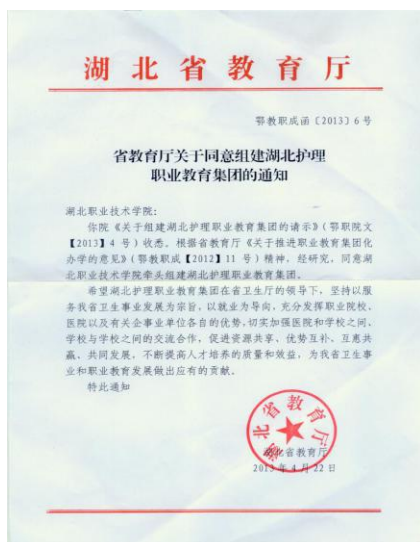 湖北省教育厅
鄂教职成函〔2013〕6号
省教育厅关于同意组建湖北护理
职业教育集团的通知
湖北职业技术学院:
你院《关于组建湖北护理职业教育集团的请示》(鄂职院文
【2013】4号)收悉。根据省教育厅《关于推进职业教育集团化
办学的意见》(鄂教职成【2012】11号)精神,经研究,同意湖
北职业技术学院牵头组建湖北护理职业教育集团。
希望湖北护理职业教育集团在省卫生厅的领导下,坚持以服
务我省卫生事业发展为宗旨,以就业为导向,充分发挥职业院校、
医院以及有关企事业单位各自的优势,切实加强医院和学校之间、
学校与学校之间的交流合作,促进资源共享、优势互补、互惠共
赢、共同发展,不断提高人才培养的质量和效益,为我省卫生事
业和职业教育发展做出应有的贡献。
特此通知
湖北省教育厅
湖北省教育厅
2013年4月22日